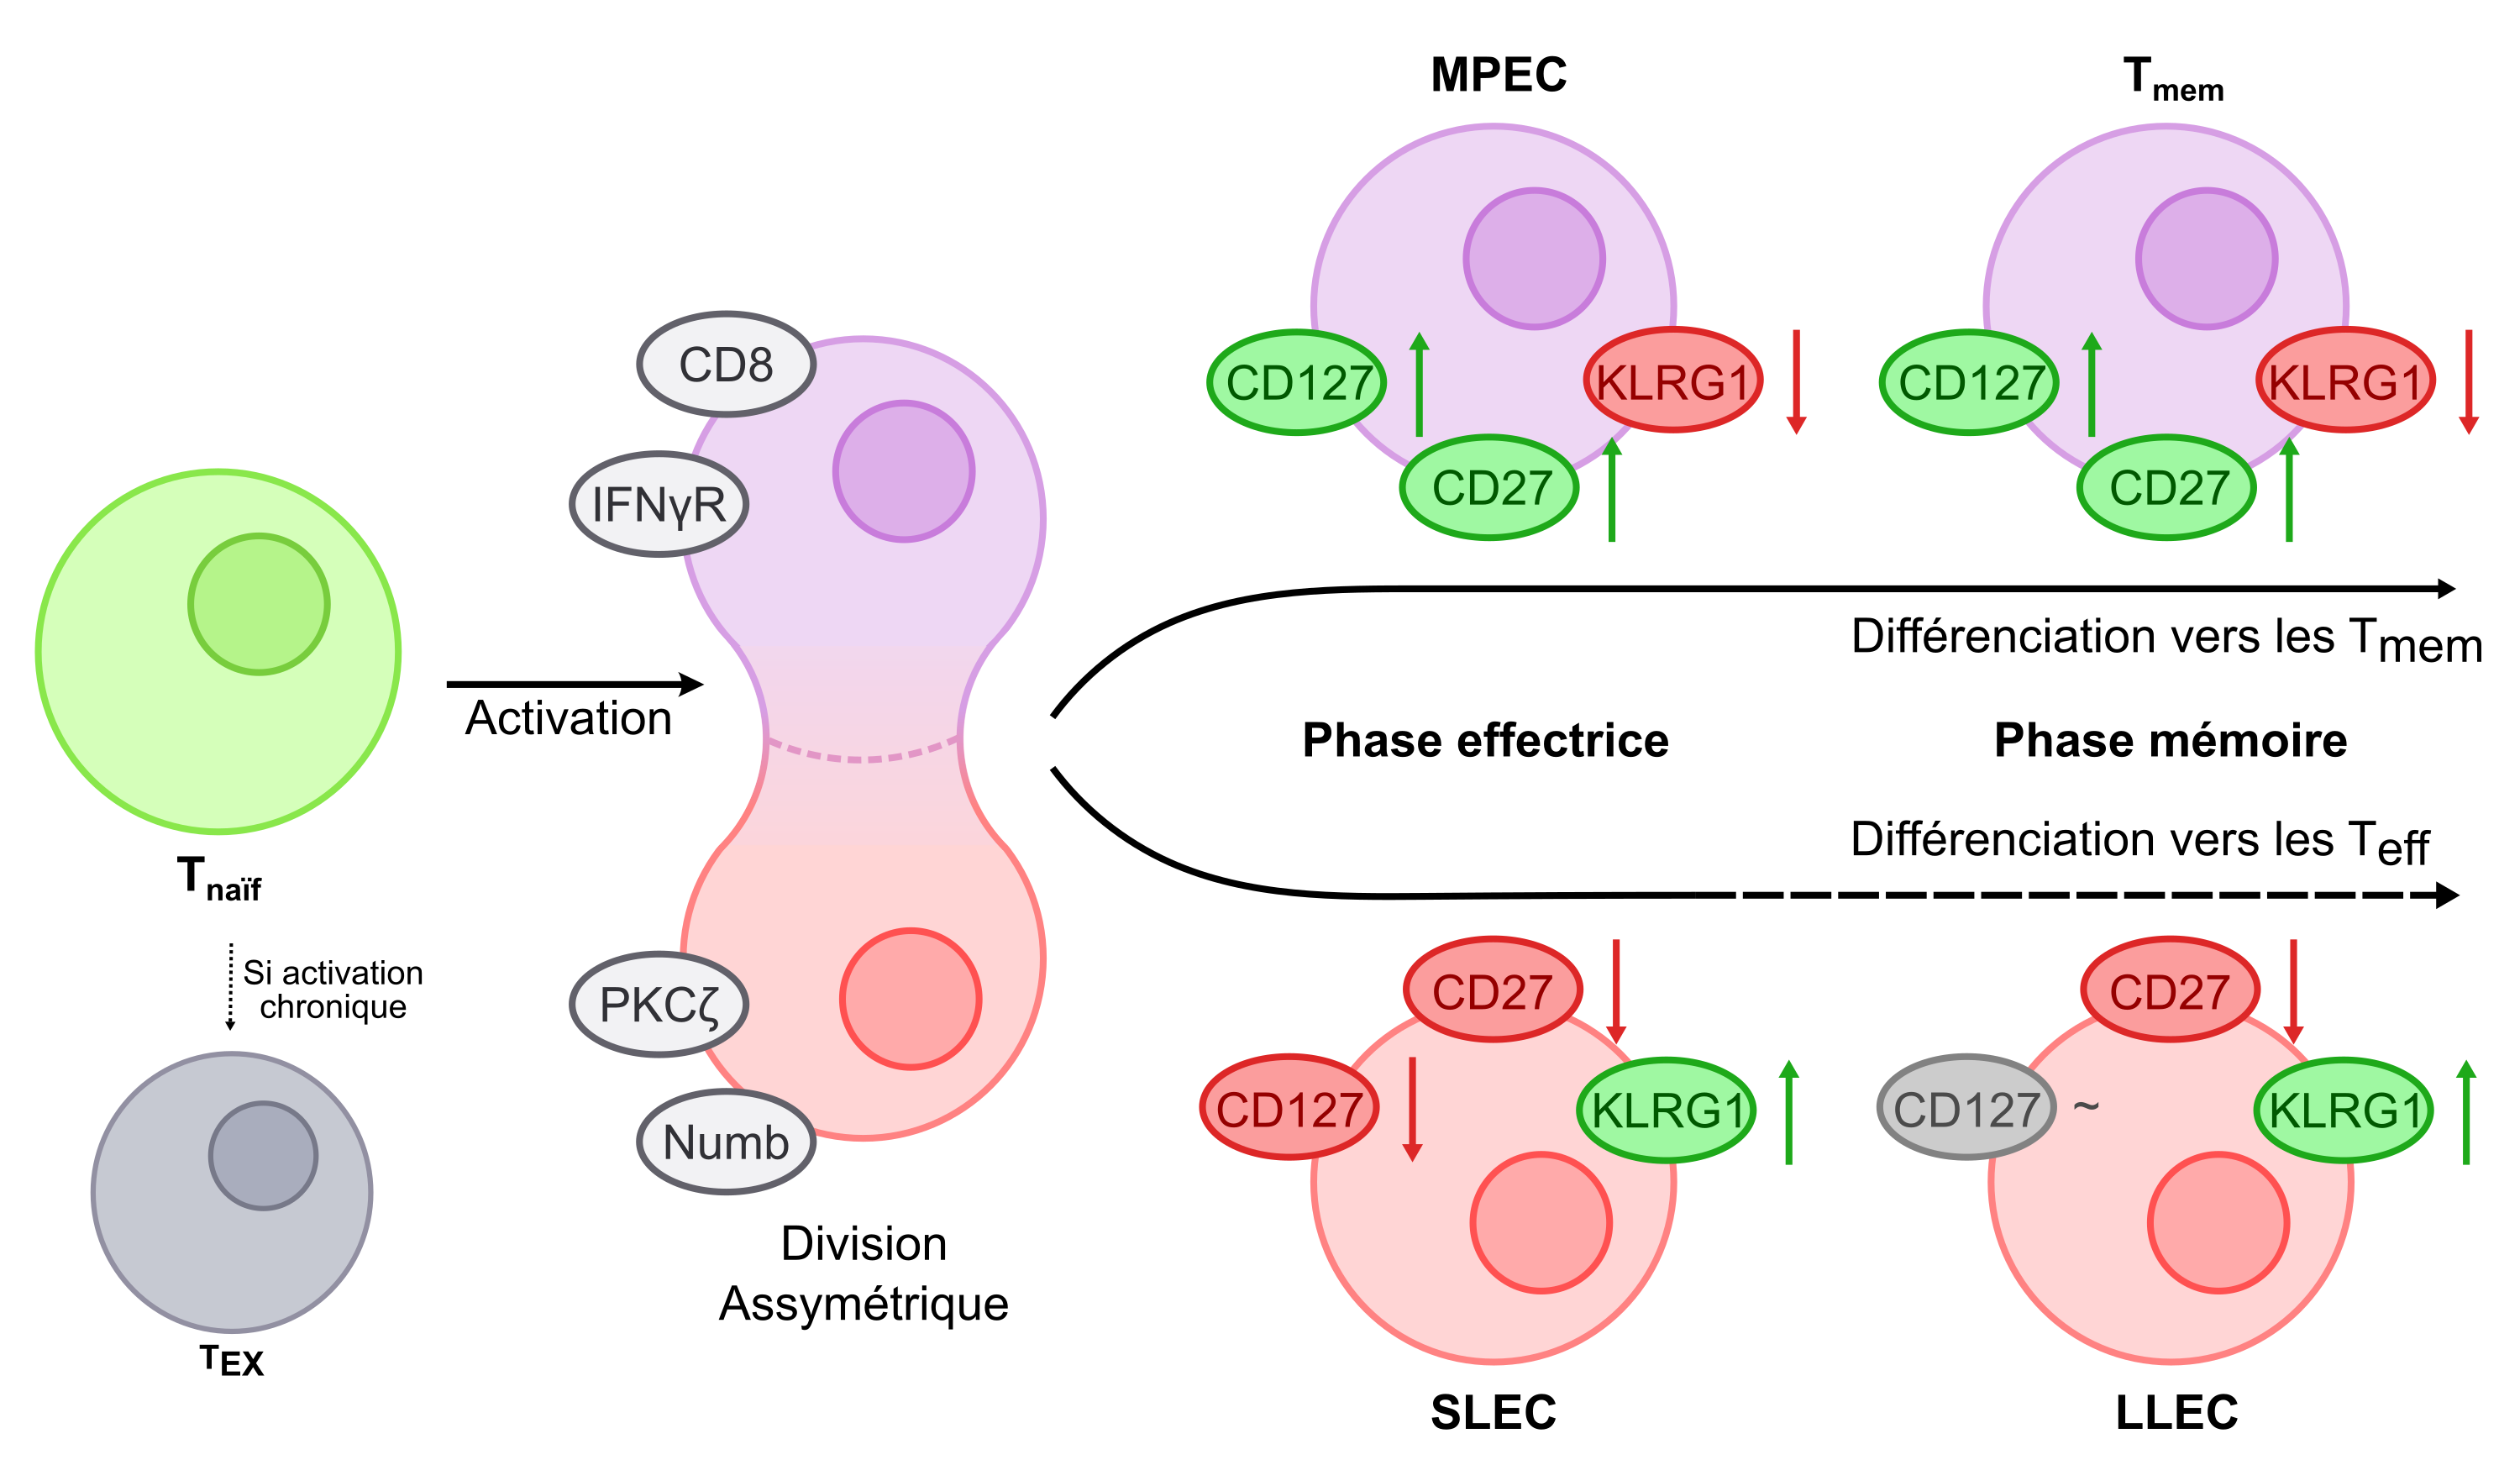 T naïf
Si activation
chronique
TEX
Activation
CD8
IFNγR
PKCζ
Numb
Division
Assymétrique
MPEC
CD127
KLRG1
CD27
Tmem
CD127
KLRG1
CD27
Différenciation vers les Tmem
Phase effectrice
Phase mémoire
Différenciation vers les Teff
CD27
CD127
KLRG1
SLEC
CD27
CD127 ~
KLRG1
LLEC